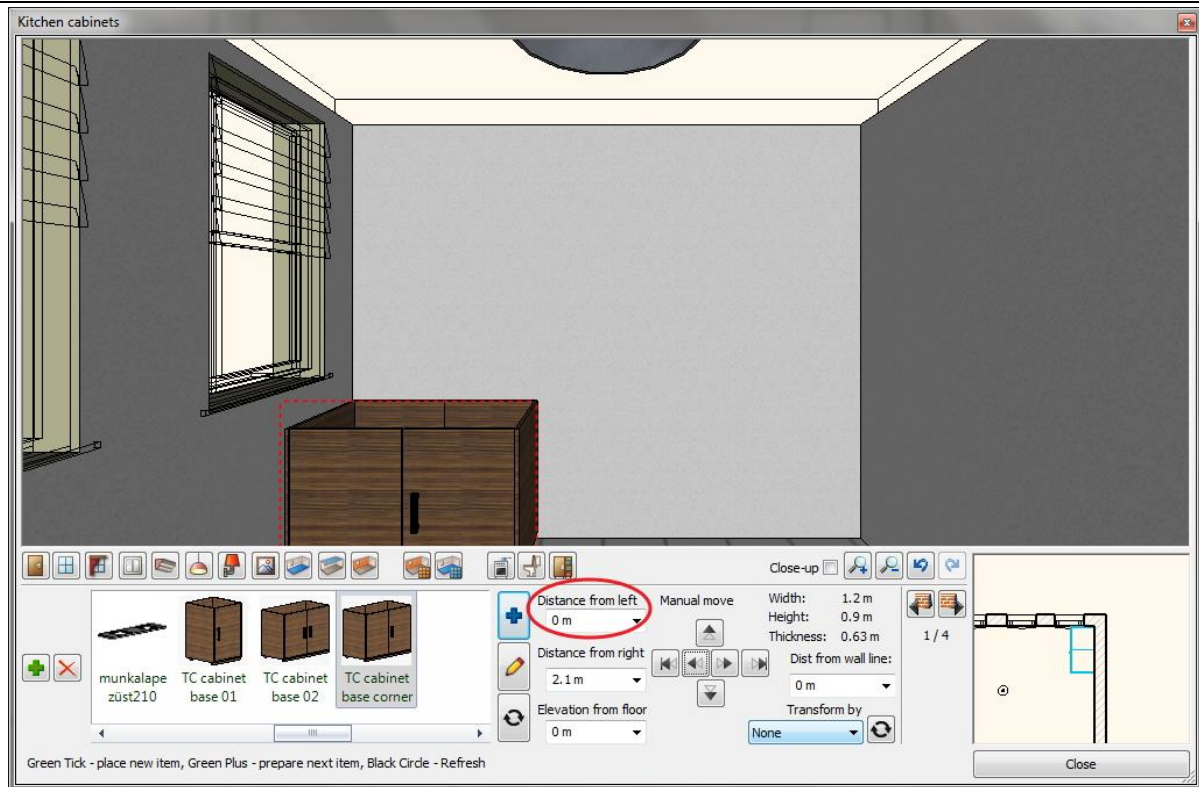 Kitchen cabinets
Close-up
munkalape
züst210
TC cabinet
base 01
TC cabinet
base 02
TC cabinet
base corner
Distance from left
0 m
Distance from right
2.1 m
Elevation from floor
0 m
Manual move
Width: 1.2 m
Height: 0.9 m
Thickness: 0.63 m
Dist from wall line:
0 m
Transform by
None
1 / 4
Green Tick - place new item, Green Plus - prepare next item, Black Circle - Refresh
Close